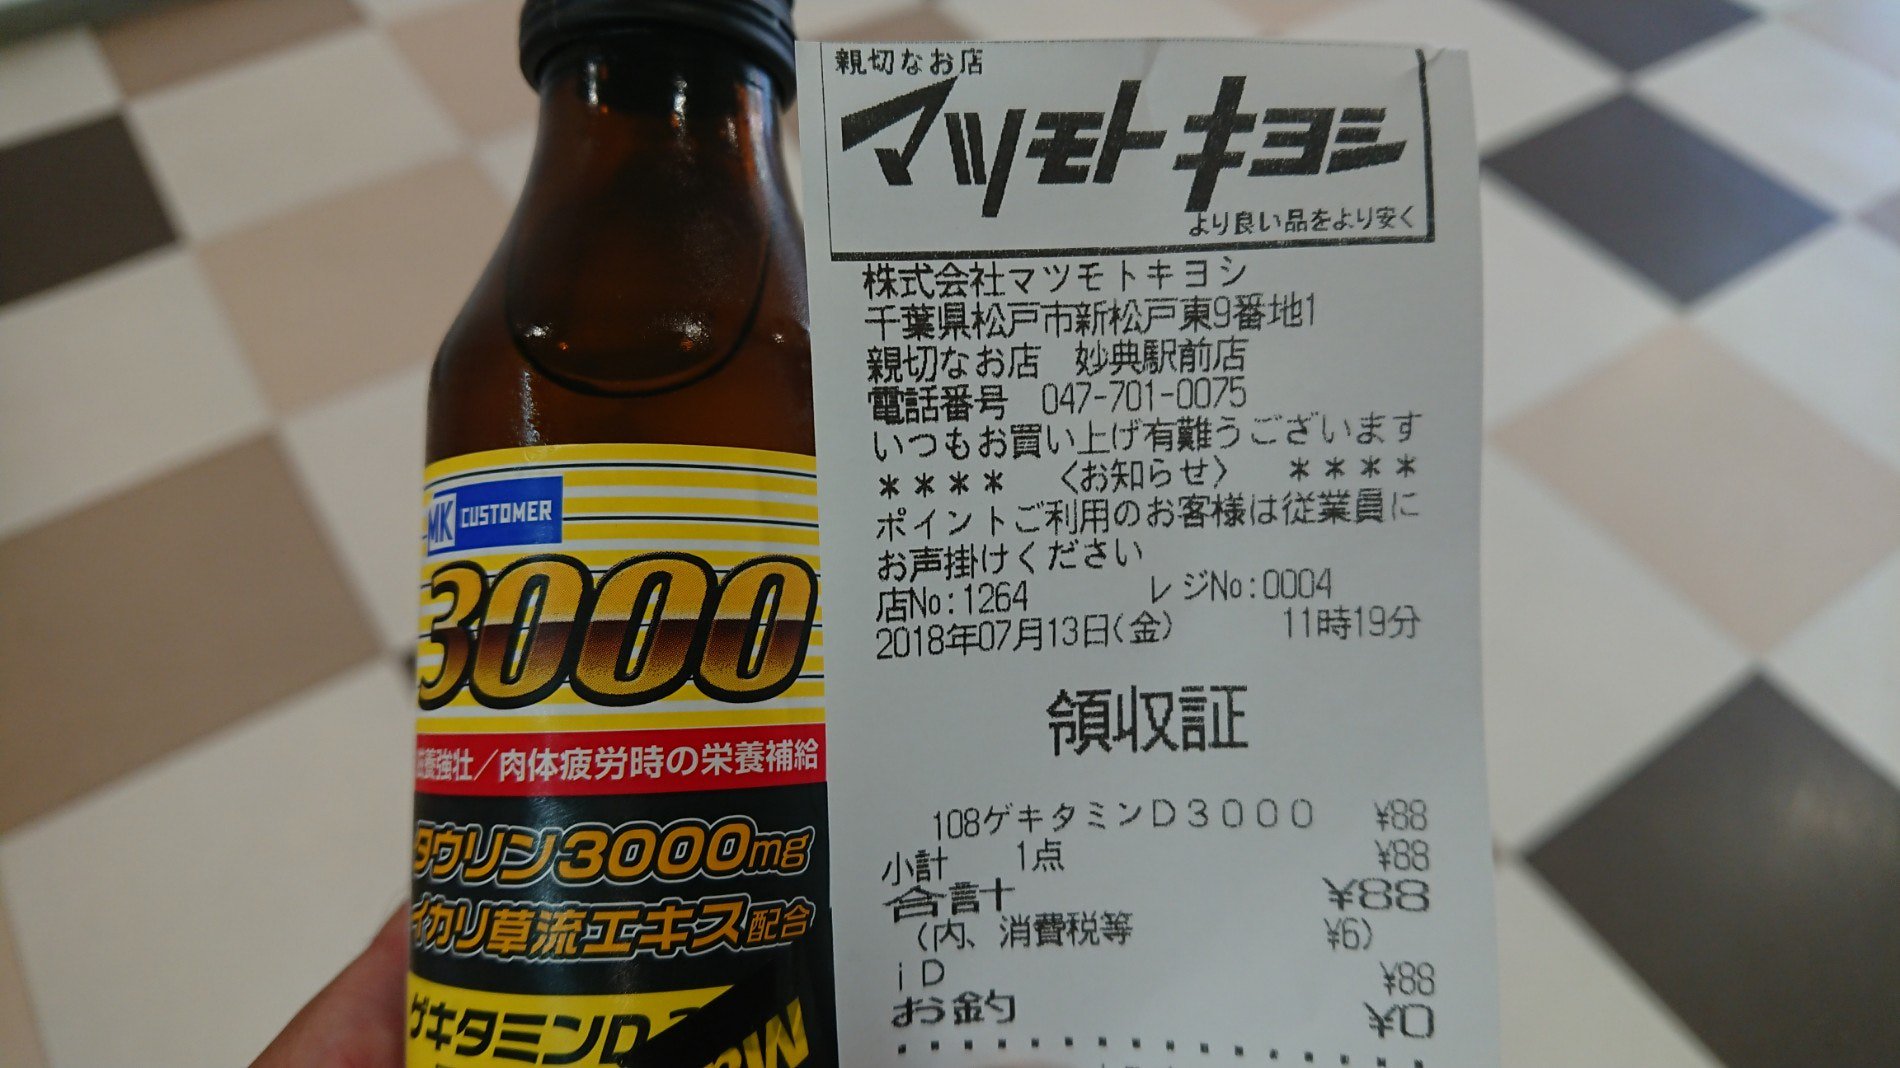 MK CUSTOMER
3000
養強壮/肉体疲労時の栄養補給
タウリン3000mg
イカリ草流エキス配合
ゲキタミンD
親切なお店
マツモトキヨシ
より良い品をより安く
株式会社マツモトキヨシ
千葉県松戸市新松戸東9番地1
親切なお店 妙典駅前店
電話番号 047-701-0075
いつもお買い上げ有難うございます
**** 〈お知らせ〉 ****
ポイントご利用のお客様は従業員に
お声掛けください
店No:1264 レジNo:0004
2018年07月13日(金) 11時19分
領収証
108ゲキタミンD3000 ¥88
小計 1点 ¥88
合計 ¥88
(内、消費税等 ¥6)
iD ¥88
お釣 ¥0